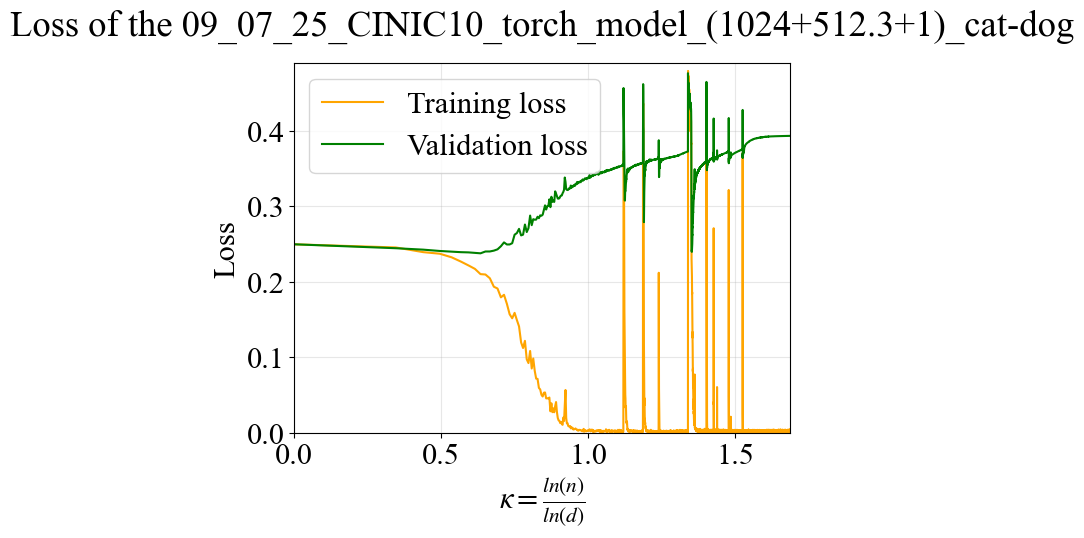 Loss of the 09_07_25_CINIC10_torch_model_(1024+512.3+1)_cat-dog
Training loss
Validation loss
Loss
0.4
0.3
0.2
0.1
0.0
0.0 0.5 1.0 1.5
κ = ln(n)/ln(d)